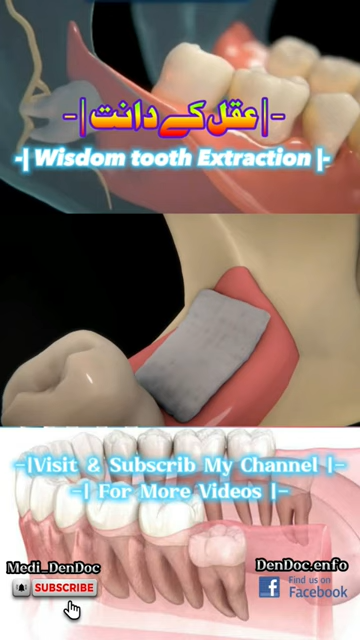 -|عقل کے دانت|-
-| Wisdom tooth Extraction |-
-|Visit & Subscrib My Channel |-
-| For More Videos |-
Medi_DenDoc
SUBSCRIBE
DenDoc.enfo
Find us on
Facebook